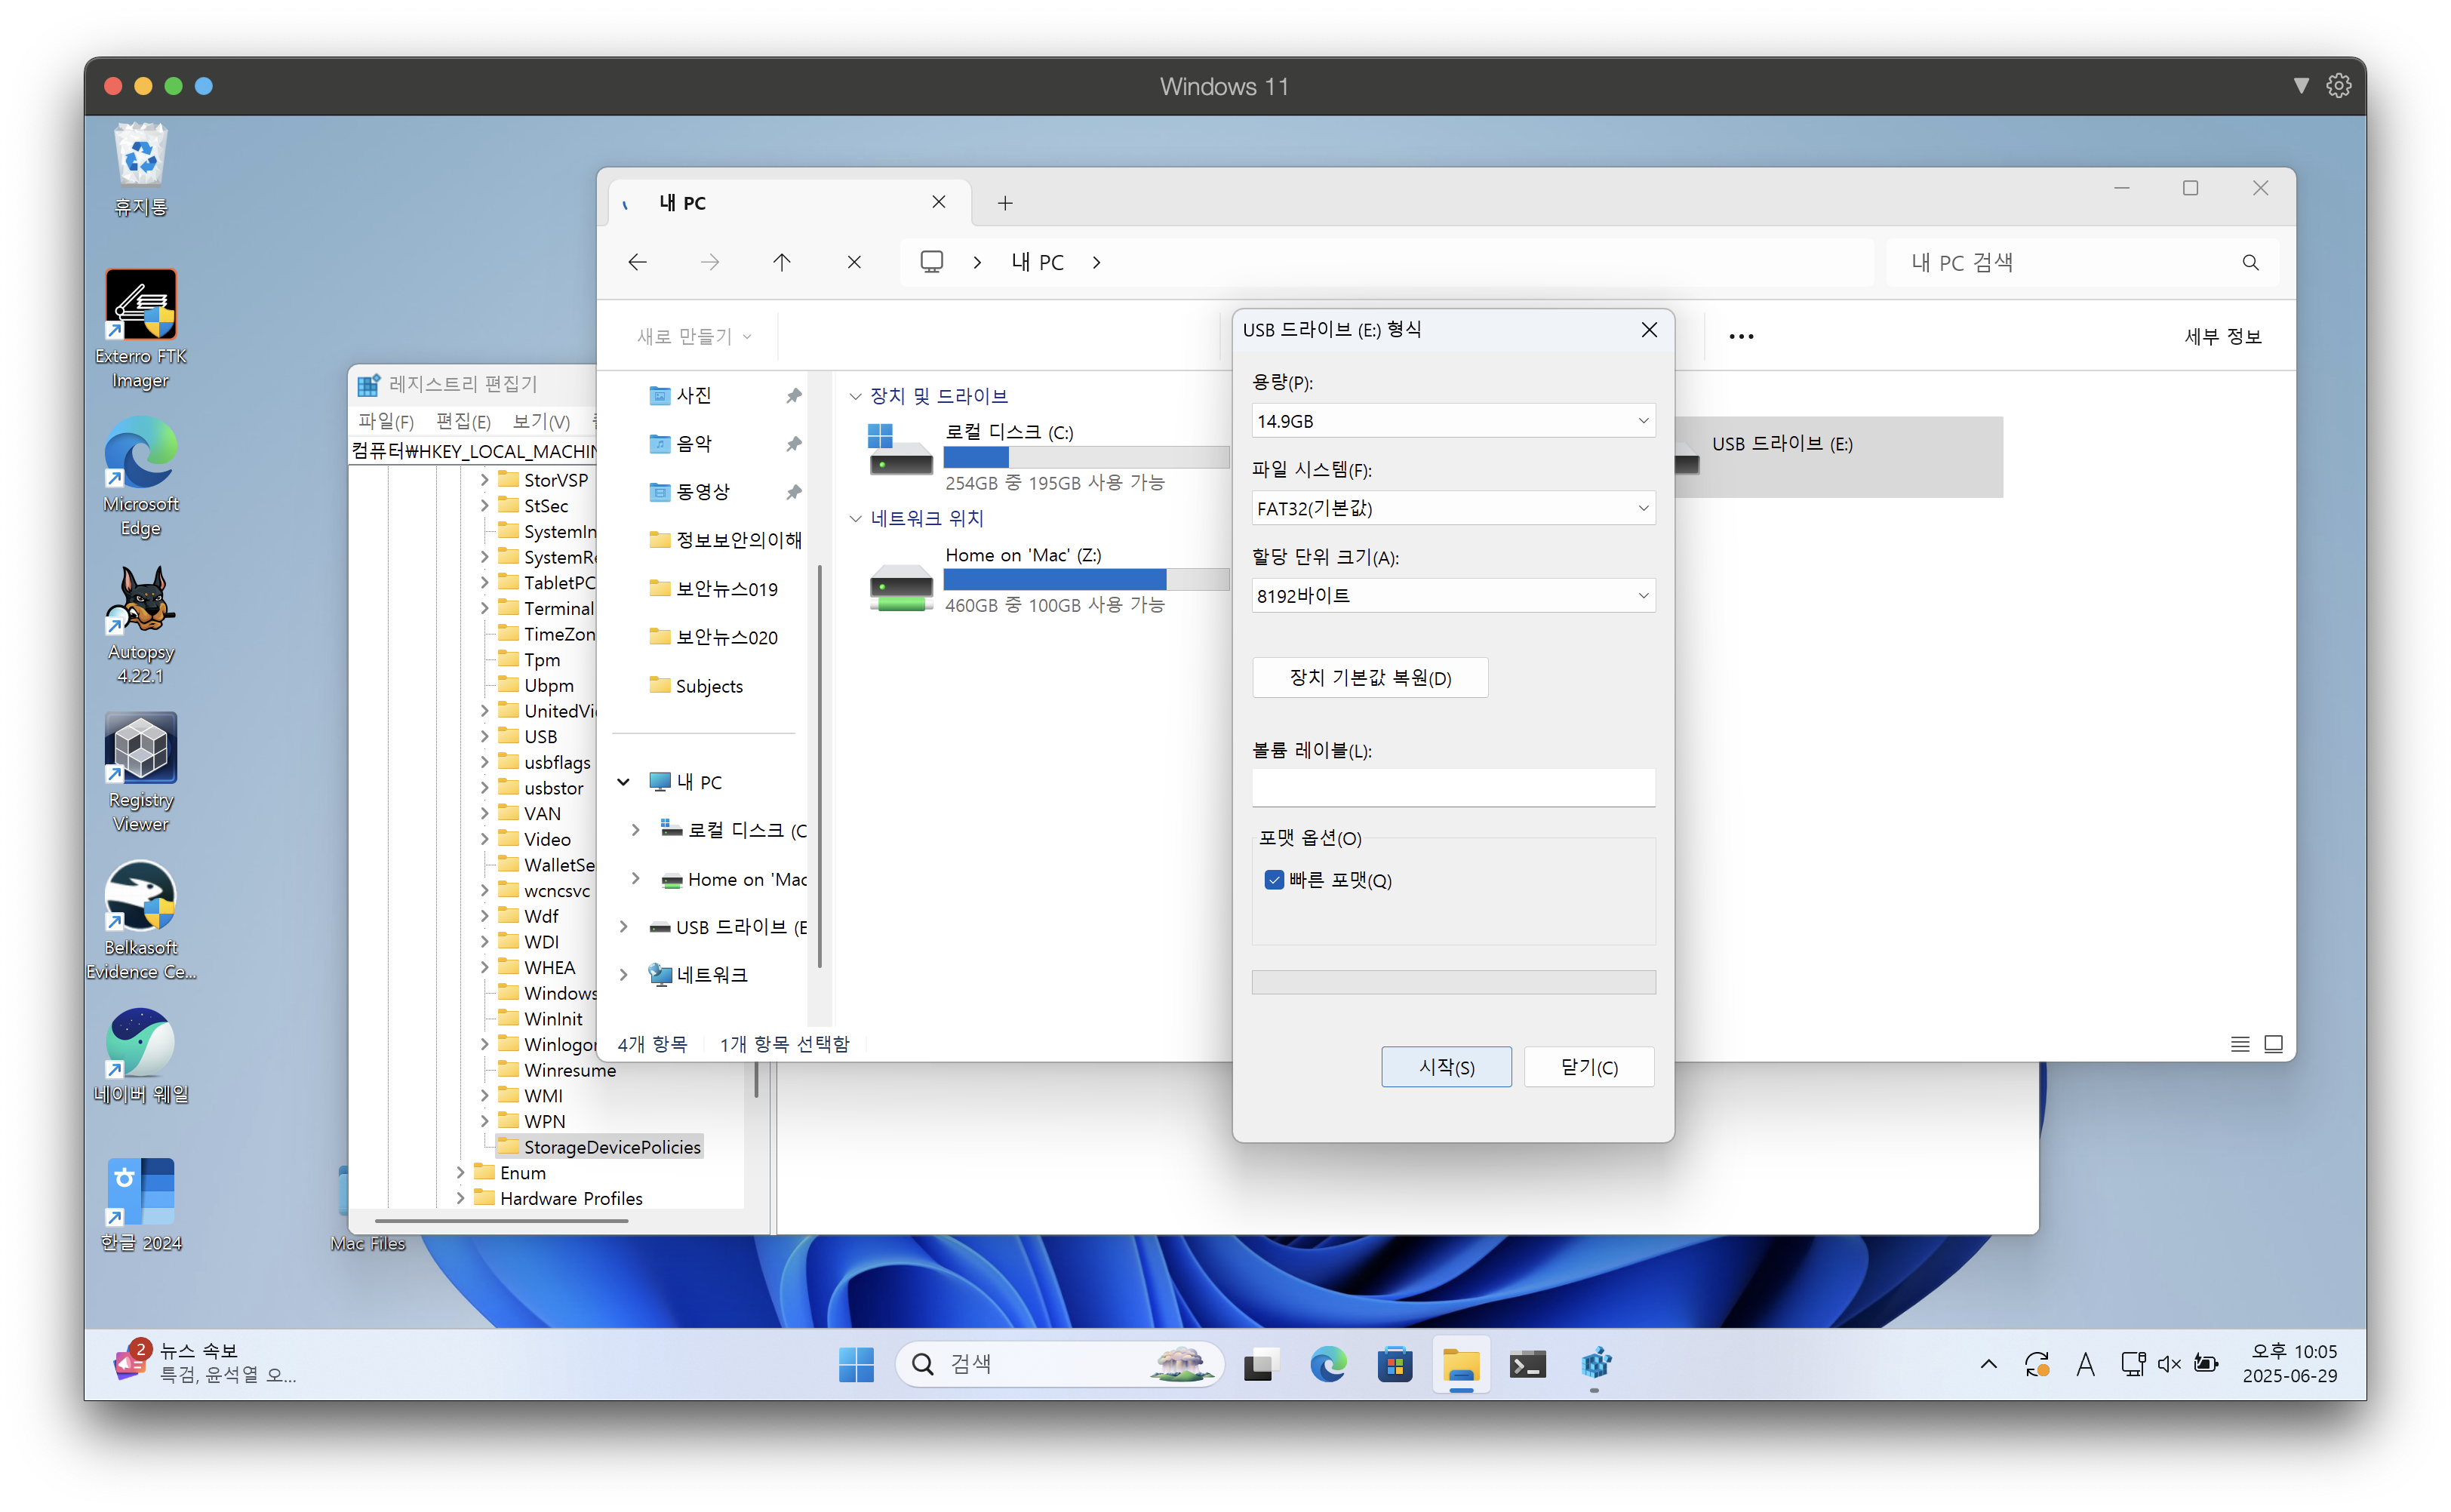 Windows 11
휴지통
Exterro FTK
Imager
Microsoft
Edge
Autopsy
4.22.1
Registry
Viewer
Belkasoft
Evidence Ce...
네이버 웨일
한글 2024
Mac Files
레지스트리 편집기
파일(F) 편집(E) 보기(V)
컴퓨터₩HKEY_LOCAL_MACHIN
StorVSP
StSec
SystemIn
SystemRe
TabletPC
Terminal
TimeZon
Tpm
Ubpm
UnitedVi
USB
usbflags
usbstor
VAN
Video
WalletSe
wcncsvc
Wdf
WDI
WHEA
Windows
WinInit
Winlogon
Winresume
WMI
WPN
StorageDevicePolicies
Enum
Hardware Profiles
내 PC
내 PC
내 PC 검색
새로 만들기
세부 정보
사진
음악
동영상
정보보안의이해
보안뉴스019
보안뉴스020
Subjects
내 PC
로컬 디스크 (C
Home on 'Mac
USB 드라이브 (E
네트워크
장치 및 드라이브
로컬 디스크 (C:)
254GB 중 195GB 사용 가능
네트워크 위치
Home on 'Mac' (Z:)
460GB 중 100GB 사용 가능
USB 드라이브 (E:)
4개 항목 1개 항목 선택함
USB 드라이브 (E:) 형식
용량(P):
14.9GB
파일 시스템(F):
FAT32(기본값)
할당 단위 크기(A):
8192바이트
장치 기본값 복원(D)
볼륨 레이블(L):
포맷 옵션(O)
빠른 포맷(Q)
시작(S) 닫기(C)
2
뉴스 속보
특검, 윤석열 오...
검색
A
오후 10:05
2025-06-29